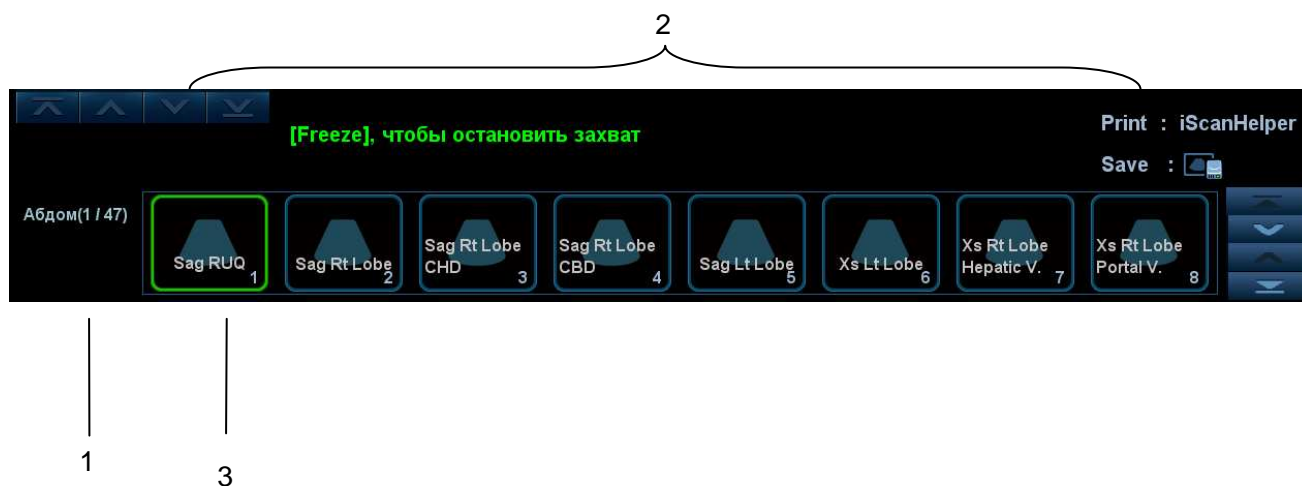 2
[Freeze], чтобы остановить захват
Print : iScanHelper
Save :
Абдом(1 / 47)
Sag RUQ 1
Sag Rt Lobe 2
Sag Rt Lobe
CHD 3
Sag Rt Lobe
CBD 4
Sag Lt Lobe 5
Xs Lt Lobe 6
Xs Rt Lobe
Hepatic V. 7
Xs Rt Lobe
Portal V. 8
1
3